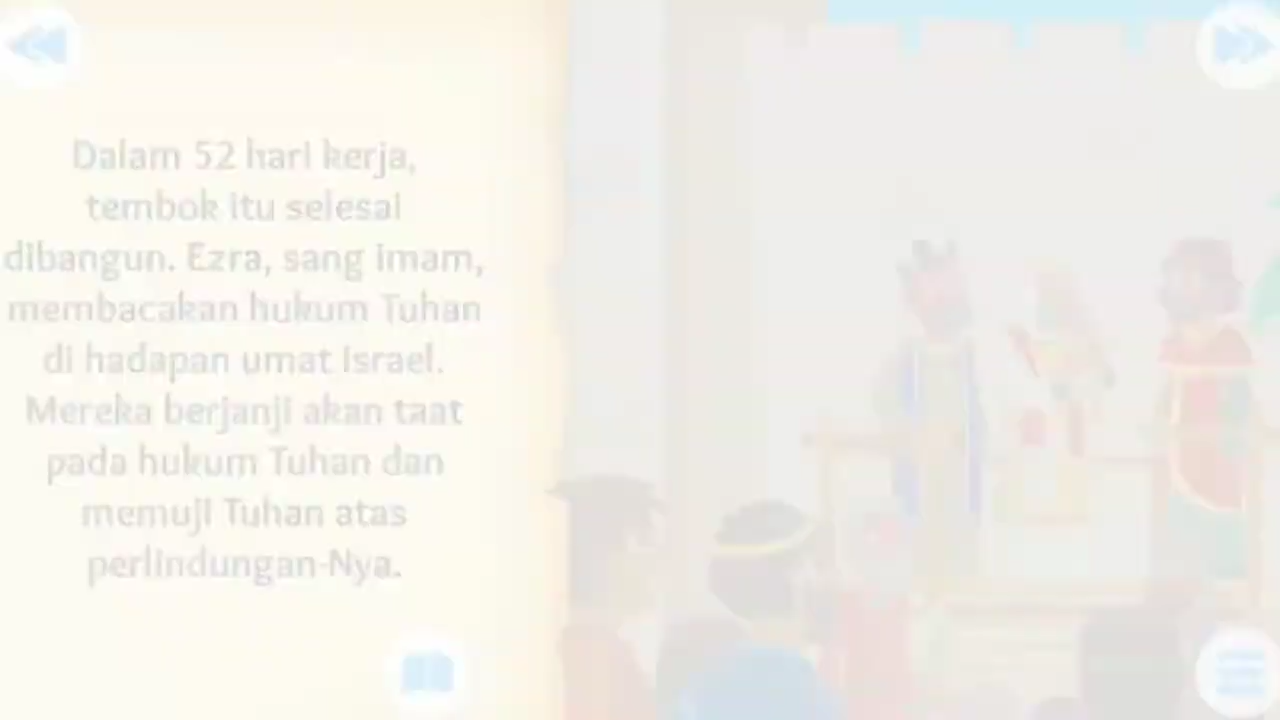 Dalam 52 hari kerja,
tembok itu selesai
dibangun. Ezra, sang imam,
membacakan hukum Tuhan
di hadapan umat Israel.
Mereka berjanji akan taat
pada hukum Tuhan dan
memuji Tuhan atas
perlindungan-Nya.